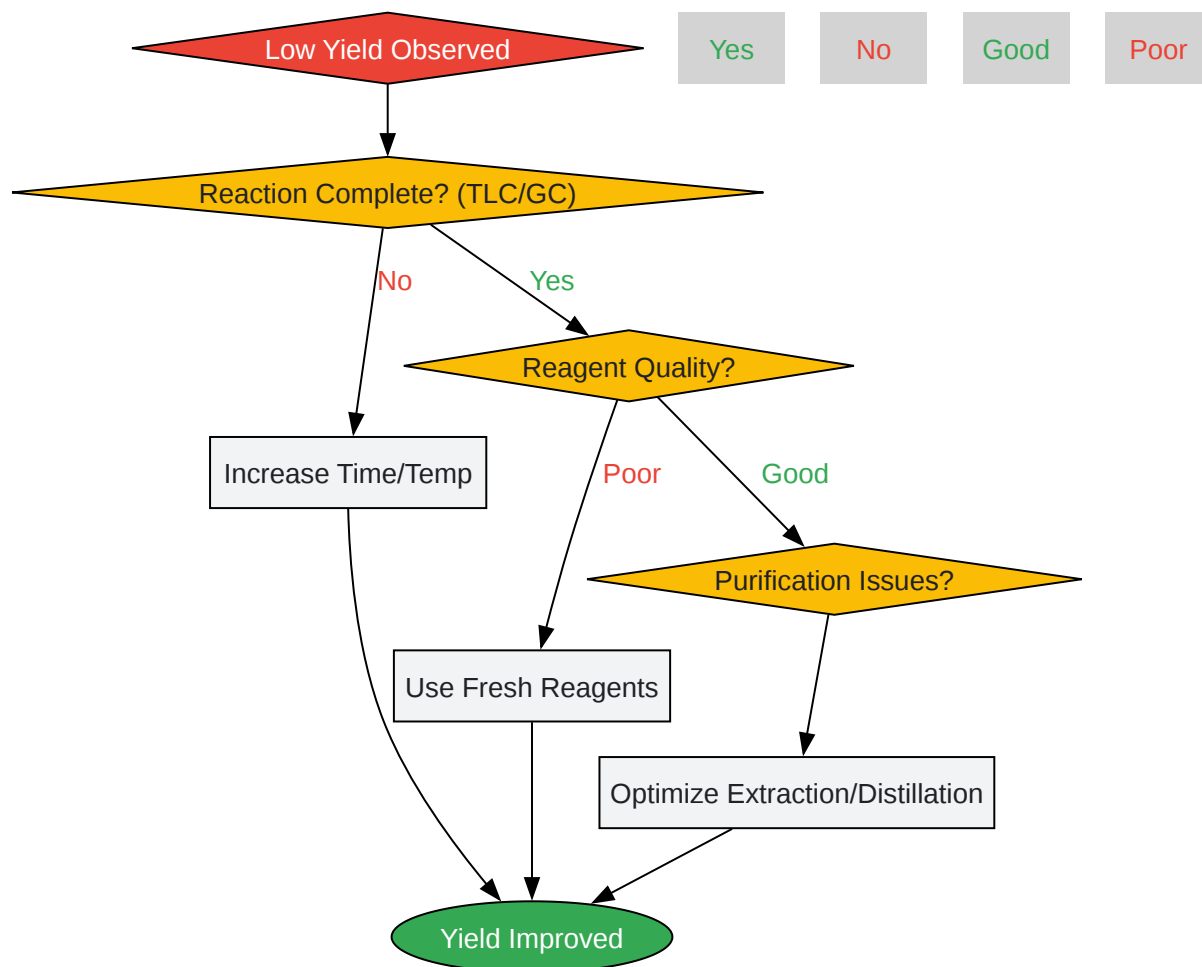 Low Yield Observed
Yes
No
Good
Poor
Reaction Complete? (TLC/GC)
No
Yes
Reagent Quality?
Increase Time/Temp
Poor
Good
Purification Issues?
Use Fresh Reagents
Optimize Extraction/Distillation
Yield Improved